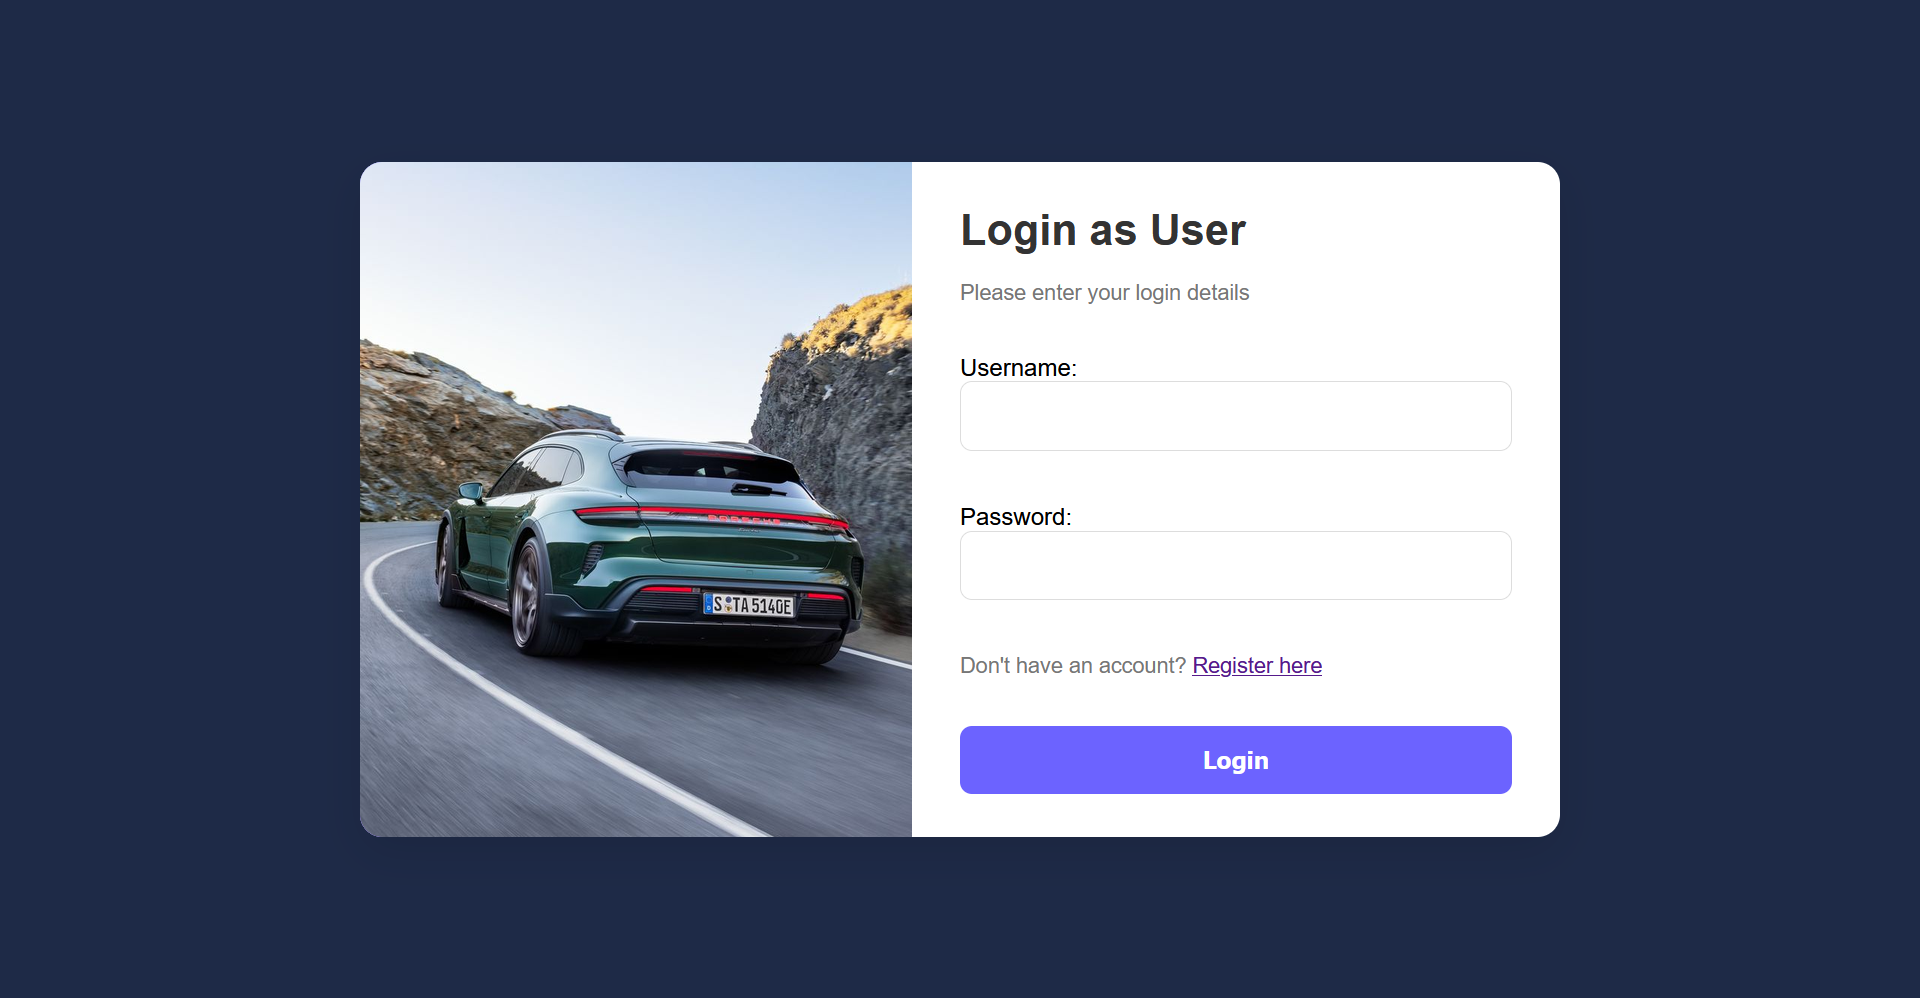 Login as User
Please enter your login details
Username:
Password:
Don't have an account? Register here
Login
PORSCHE
S TA 5140E